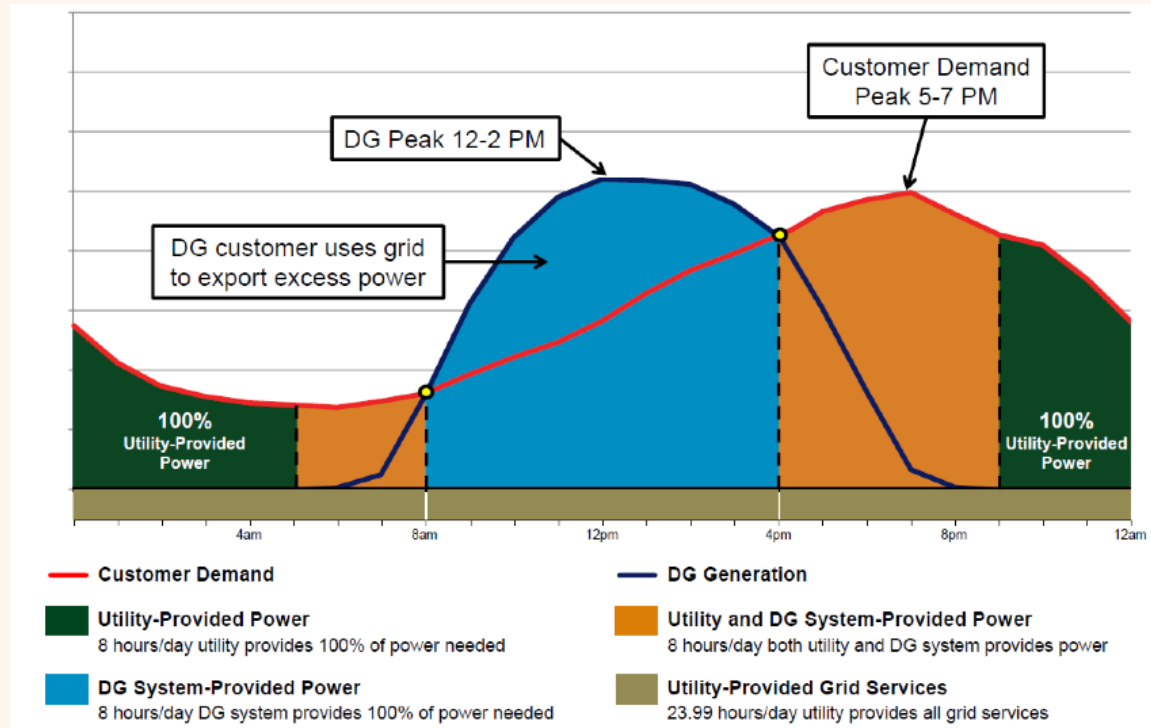 Customer Demand
Peak 5-7 PM
DG Peak 12-2 PM
DG customer uses grid
to export excess power
100%
Utility-Provided
Power
100%
Utility-Provided
Power
4am
8am
12pm
4pm
8pm
12am
Customer Demand
DG Generation
Utility-Provided Power
8 hours/day utility provides 100% of power needed
Utility and DG System-Provided Power
8 hours/day both utility and DG system provides power
DG System-Provided Power
8 hours/day DG system provides 100% of power needed
Utility-Provided Grid Services
23.99 hours/day utility provides all grid services